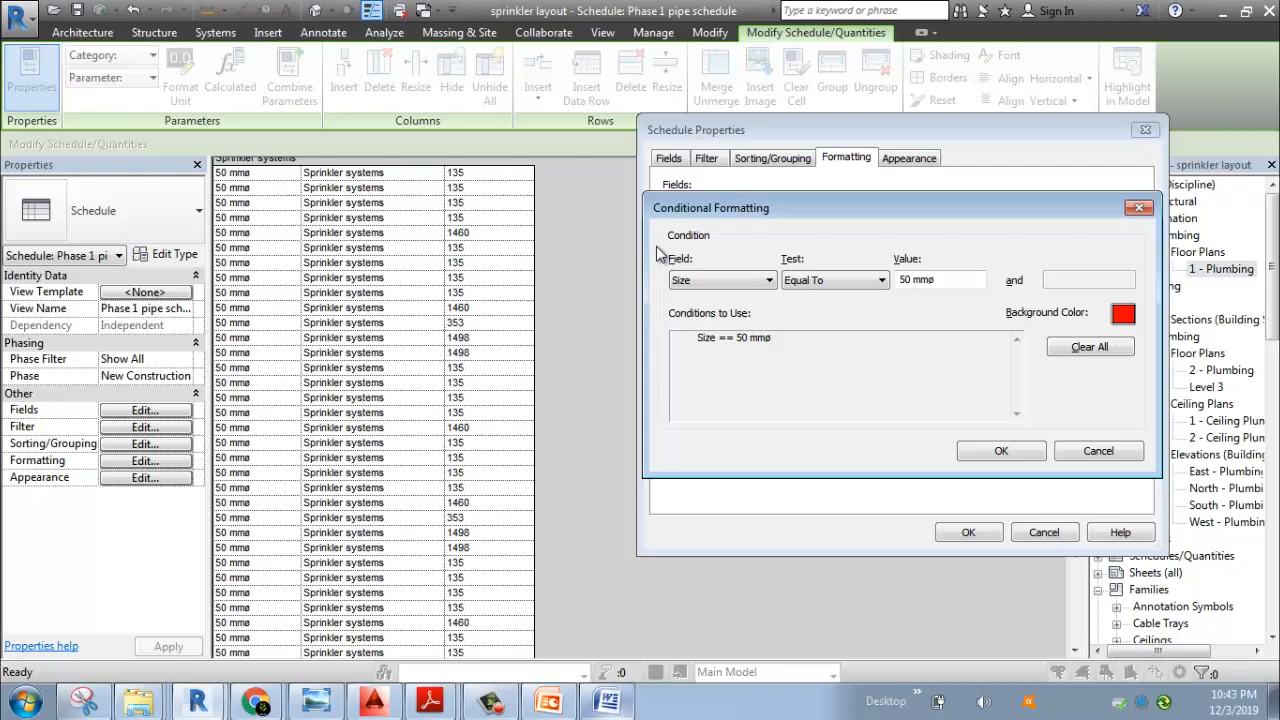 sprinkler layout - Schedule: Phase 1 pipe schedule
Type a keyword or phrase
Sign In
Architecture Structure Systems Insert Annotate Analyze Massing & Site Collaborate View Manage Modify Modify Schedule/Quantities
Properties
Category:
Parameter:
Format Unit
Calculated
Combine Parameters
Insert
Delete
Resize
Hide
Unhide All
Insert
Insert Data Row
Delete
Resize
Merge Unmerge
Insert Image
Clear Cell
Group
Ungroup
Shading
Borders
Reset
Font
Align Horizontal
Align Vertical
Highlight in Model
Properties
Parameters
Columns
Rows
Modify Schedule/Quantities
Properties
Schedule
Schedule: Phase 1 pi
Edit Type
Identity Data
View Template <None>
View Name Phase 1 pipe sch...
Dependency Independent
Phasing
Phase Filter Show All
Phase New Construction
Other
Fields Edit...
Filter Edit...
Sorting/Grouping Edit...
Formatting Edit...
Appearance Edit...
Properties help
Apply
Sprinkler systems
50 mmø Sprinkler systems 135
50 mmø Sprinkler systems 135
50 mmø Sprinkler systems 135
50 mmø Sprinkler systems 135
50 mmø Sprinkler systems 1460
50 mmø Sprinkler systems 135
50 mmø Sprinkler systems 135
50 mmø Sprinkler systems 135
50 mmø Sprinkler systems 135
50 mmø Sprinkler systems 1460
50 mmø Sprinkler systems 353
50 mmø Sprinkler systems 1498
50 mmø Sprinkler systems 1498
50 mmø Sprinkler systems 135
50 mmø Sprinkler systems 135
50 mmø Sprinkler systems 135
50 mmø Sprinkler systems 135
50 mmø Sprinkler systems 1460
50 mmø Sprinkler systems 135
50 mmø Sprinkler systems 135
50 mmø Sprinkler systems 135
50 mmø Sprinkler systems 135
50 mmø Sprinkler systems 1460
50 mmø Sprinkler systems 353
50 mmø Sprinkler systems 1498
50 mmø Sprinkler systems 1498
50 mmø Sprinkler systems 135
50 mmø Sprinkler systems 135
50 mmø Sprinkler systems 135
50 mmø Sprinkler systems 135
50 mmø Sprinkler systems 1460
50 mmø Sprinkler systems 135
50 mmø Sprinkler systems 135
Schedule Properties
Fields Filter Sorting/Grouping Formatting Appearance
Fields:
Conditional Formatting
Condition
Field: Test: Value:
Size Equal To 50 mmø and
Conditions to Use:
Background Color:
Size == 50 mmø
Clear All
OK Cancel
OK Cancel Help
- sprinkler layout
Discipline)
Floor Plans
1 - Plumbing
Sections (Building
Floor Plans
2 - Plumbing
Level 3
Ceiling Plans
1 - Ceiling Plum
2 - Ceiling Plum
Elevations (Building
East - Plumbing
North - Plumbi
South - Plumbi
West - Plumbing
Schedules/Quantities
Sheets (all)
Families
Annotation Symbols
Cable Trays
Ceilings
Ready
:0
Main Model
:0
Desktop
10:43 PM
12/3/2019